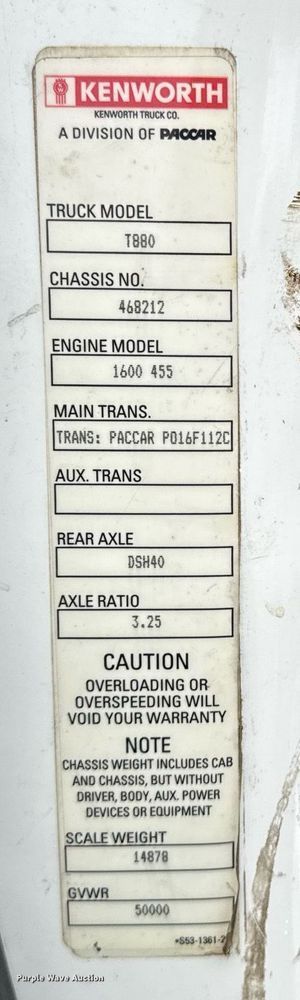 KENWORTH
KENWORTH TRUCK CO.
A DIVISION OF PACCAR
TRUCK MODEL
T880
CHASSIS NO.
468212
ENGINE MODEL
1600 455
MAIN TRANS.
TRANS: PACCAR PO16F112C
AUX. TRANS
REAR AXLE
DSH40
AXLE RATIO
3.25
CAUTION
OVERLOADING OR
OVERSPEEDING WILL
VOID YOUR WARRANTY
NOTE
CHASSIS WEIGHT INCLUDES CAB
AND CHASSIS, BUT WITHOUT
DRIVER, BODY, AUX. POWER
DEVICES OR EQUIPMENT
SCALE WEIGHT
14878
GVWR
50000
*S53-1361-2
Purple Wave Auction